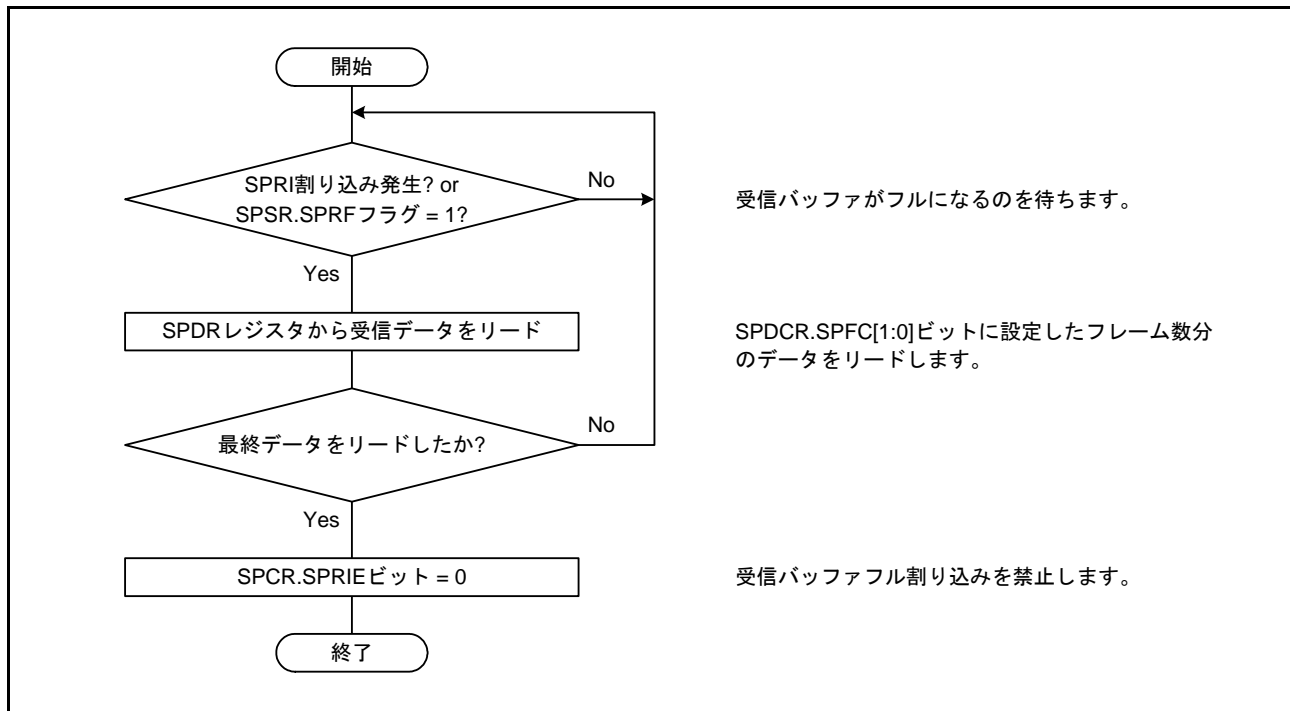 開始
SPRI割り込み発生? or
SPSR.SPRFフラグ = 1?
No
受信バッファがフルになるのを待ちます。
Yes
SPDRレジスタから受信データをリード
SPDCR.SPFC[1:0]ビットに設定したフレーム数分
のデータをリードします。
最終データをリードしたか?
No
Yes
SPCR.SPRIEビット = 0
受信バッファフル割り込みを禁止します。
終了